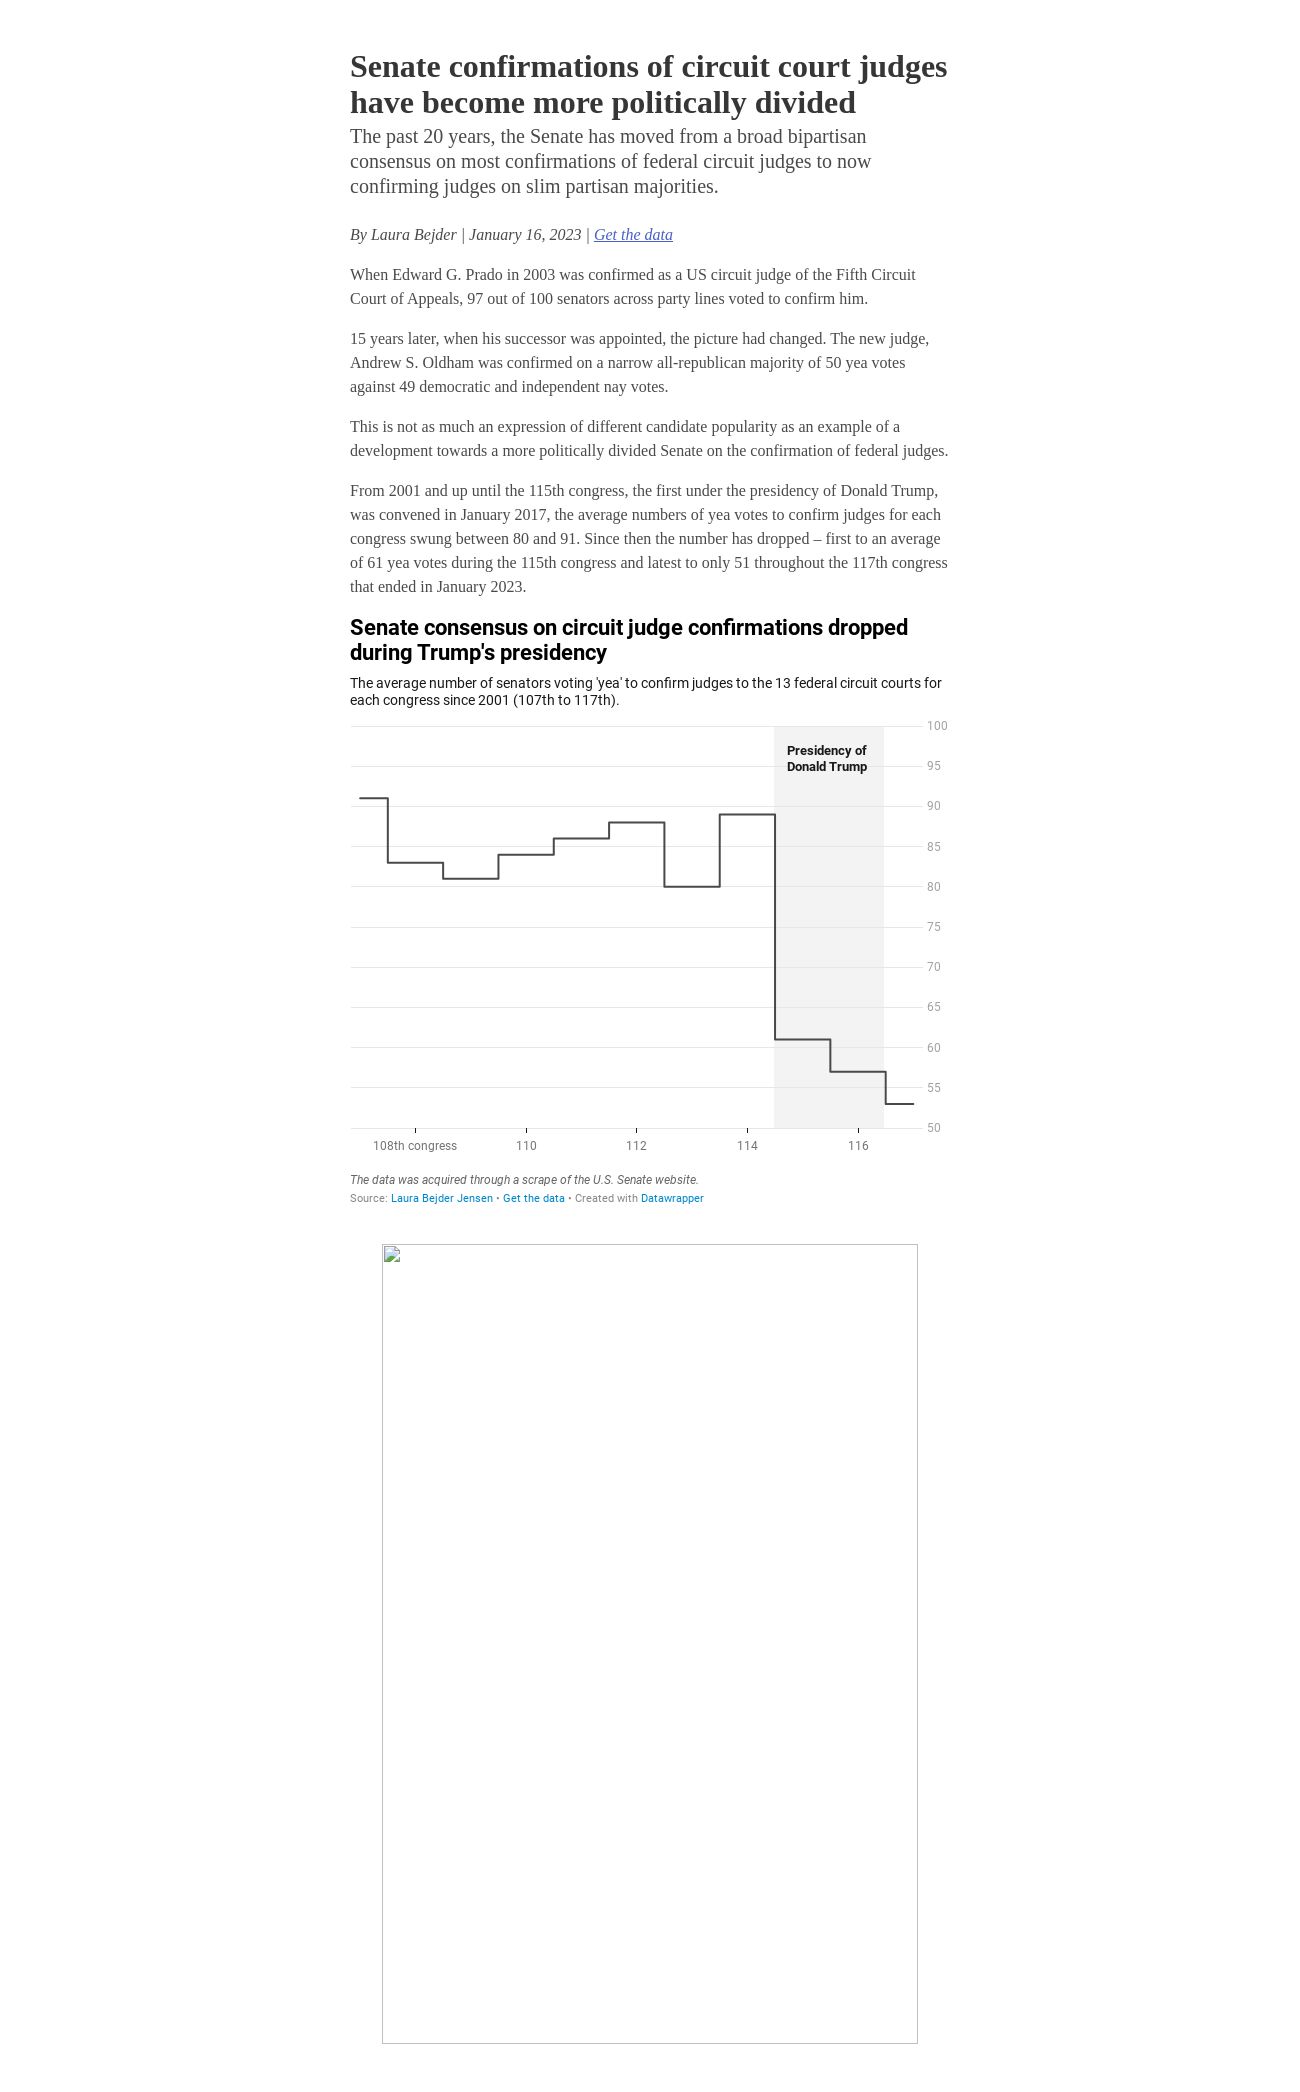 Senate confirmations of circuit court judges
have become more politically divided
The past 20 years, the Senate has moved from a broad bipartisan
consensus on most confirmations of federal circuit judges to now
confirming judges on slim partisan majorities.
By Laura Bejder | January 16, 2023 | Get the data
When Edward G. Prado in 2003 was confirmed as a US circuit judge of the Fifth Circuit
Court of Appeals, 97 out of 100 senators across party lines voted to confirm him.
15 years later, when his successor was appointed, the picture had changed. The new judge,
Andrew S. Oldham was confirmed on a narrow all-republican majority of 50 yea votes
against 49 democratic and independent nay votes.
This is not as much an expression of different candidate popularity as an example of a
development towards a more politically divided Senate on the confirmation of federal judges.
From 2001 and up until the 115th congress, the first under the presidency of Donald Trump,
was convened in January 2017, the average numbers of yea votes to confirm judges for each
congress swung between 80 and 91. Since then the number has dropped – first to an average
of 61 yea votes during the 115th congress and latest to only 51 throughout the 117th congress
that ended in January 2023.
Senate consensus on circuit judge confirmations dropped
during Trump's presidency
The average number of senators voting 'yea' to confirm judges to the 13 federal circuit courts for
each congress since 2001 (107th to 117th).
100
Presidency of
Donald Trump
95
90
85
80
75
70
65
60
55
50
108th congress 110 112 114 116
The data was acquired through a scrape of the U.S. Senate website.
Source: Laura Bejder Jensen • Get the data • Created with Datawrapper